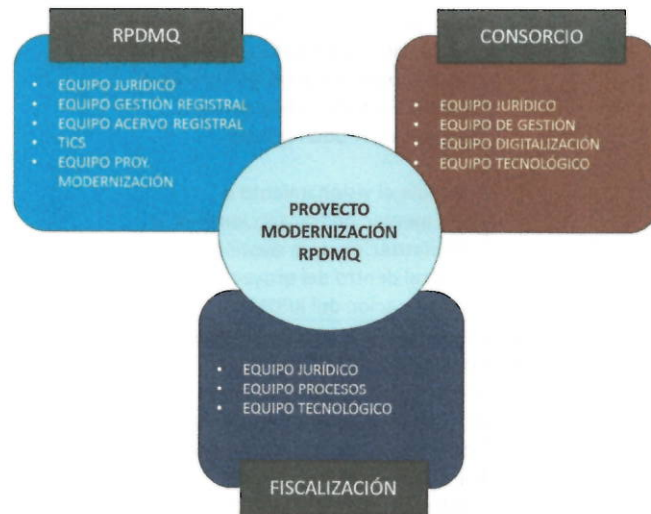 RPDMQ
• EQUIPO JURÍDICO
• EQUIPO GESTIÓN REGISTRAL
• EQUIPO ACERVO REGISTRAL
• TICS
• EQUIPO PROY.
MODERNIZACIÓN
CONSORCIO
• EQUIPO JURÍDICO
• EQUIPO DE GESTIÓN
• EQUIPO DIGITALIZACIÓN
• EQUIPO TECNOLÓGICO
PROYECTO
MODERNIZACIÓN
RPDMQ
• EQUIPO JURÍDICO
• EQUIPO PROCESOS
• EQUIPO TECNOLÓGICO
FISCALIZACIÓN